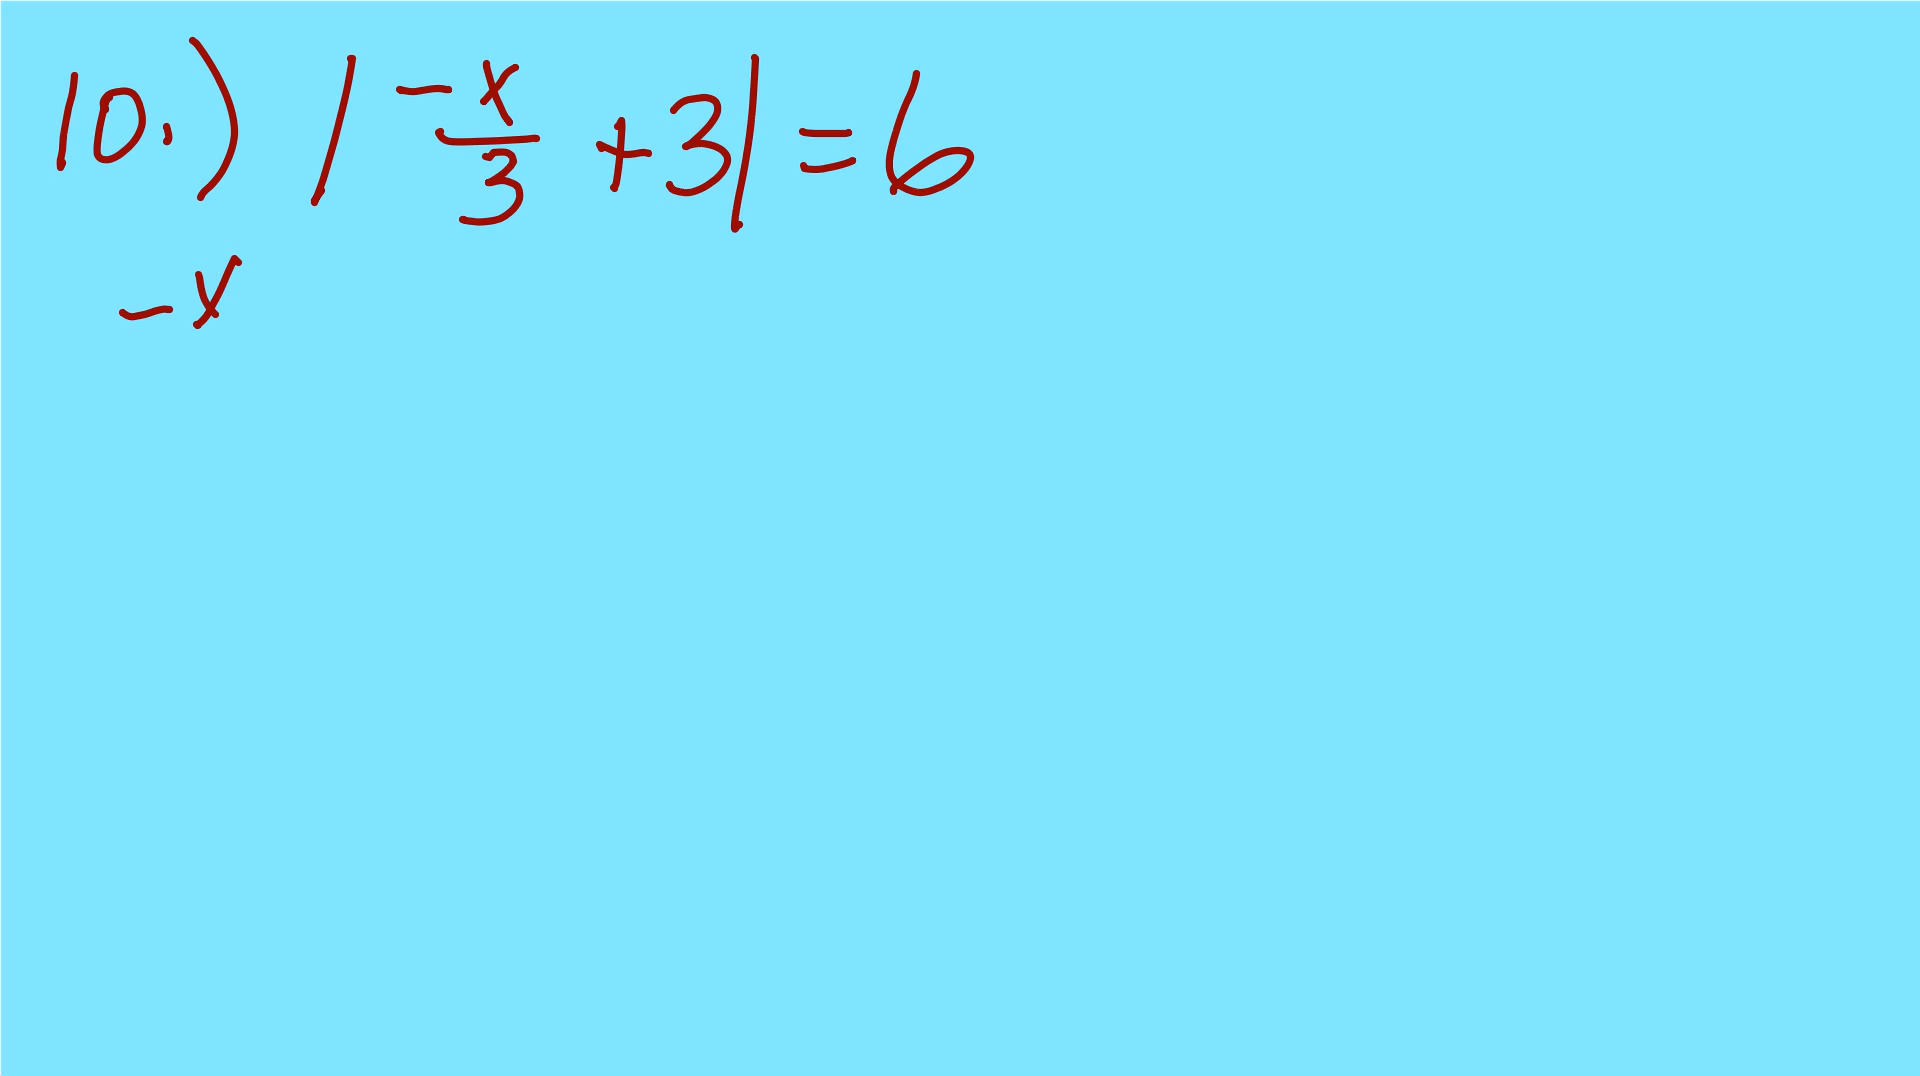 10.) | -x/3 + 3 | = 6
-x